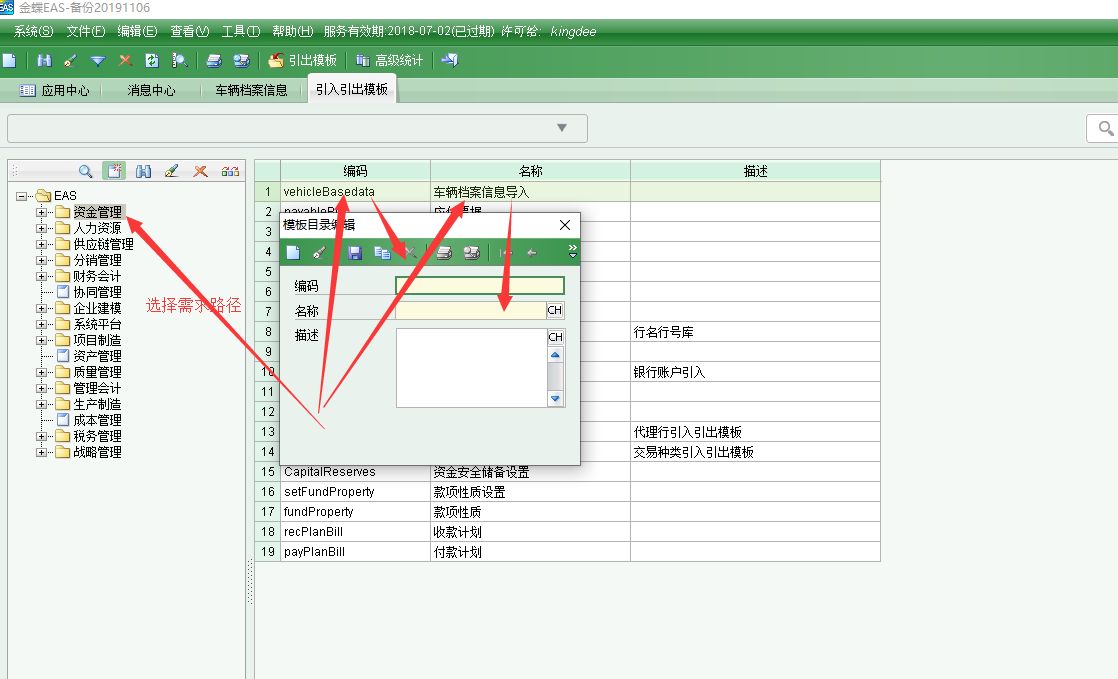 金蝶EAS-备份20191106
系统(S) 文件(F) 编辑(E) 查看(V) 工具(T) 帮助(H) 服务有效期:2018-07-02(已过期) 许可给: kingdee
引出模板 高级统计
应用中心 消息中心 车辆档案信息 引入引出模板
EAS
资金管理
人力资源
供应链管理
分销管理
财务会计
协同管理
企业建模
系统平台
项目制造
资产管理
质量管理
管理会计
生产制造
成本管理
税务管理
战略管理
选择需求路径
编码 名称 描述
1 vehicleBasedata 车辆档案信息导入
2
3
4
5
6
7
8 行名行号库
9
10 银行账户引入
11
12
13 代理行引入引出模板
14 交易种类引入引出模板
15 CapitalReserves 资金安全储备设置
16 setFundProperty 款项性质设置
17 fundProperty 款项性质
18 recPlanBill 收款计划
19 payPlanBill 付款计划
模板目录编辑
编码
名称 CH
描述 CH